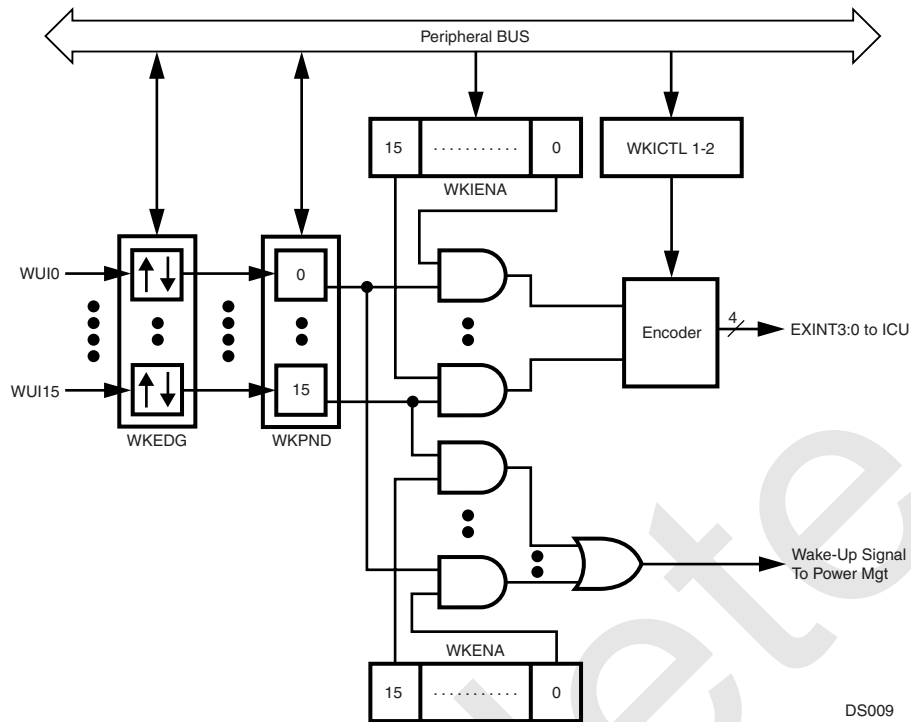 Peripheral BUS
15
...........
0
WKIENA
WKICTL 1-2
WUI0
0
WUI15
15
WKEDG
WKPND
Encoder
4
EXINT3:0 to ICU
Wake-Up Signal
To Power Mgt
WKENA
15
...........
0
DS009
lete